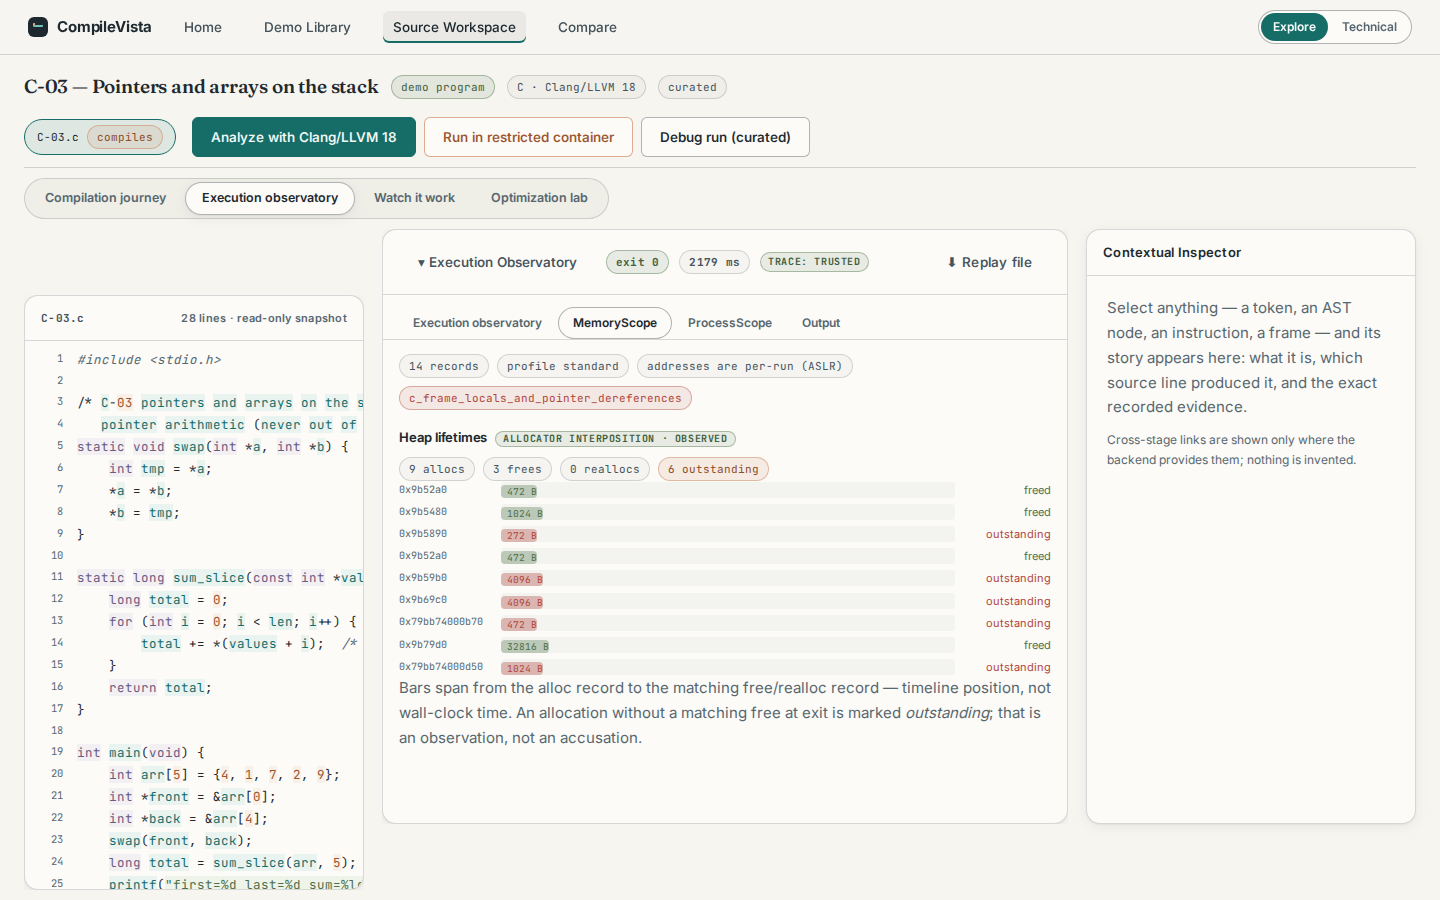 CompileVista
Home
Demo Library
Source Workspace
Compare
Explore
Technical
C-03 — Pointers and arrays on the stack
demo program
C · Clang/LLVM 18
curated
C-03.c
compiles
Analyze with Clang/LLVM 18
Run in restricted container
Debug run (curated)
Compilation journey
Execution observatory
Watch it work
Optimization lab
C-03.c
28 lines · read-only snapshot
1 #include <stdio.h>
2
3 /* C-03 pointers and arrays on the s
4 pointer arithmetic (never out of
5 static void swap(int *a, int *b) {
6 int tmp = *a;
7 *a = *b;
8 *b = tmp;
9 }
10
11 static long sum_slice(const int *val
12 long total = 0;
13 for (int i = 0; i < len; i++) {
14 total += *(values + i); /*
15 }
16 return total;
17 }
18
19 int main(void) {
20 int arr[5] = {4, 1, 7, 2, 9};
21 int *front = &arr[0];
22 int *back = &arr[4];
23 swap(front, back);
24 long total = sum_slice(arr, 5);
25 printf("first=%d last=%d sum=%l
▾ Execution Observatory
exit 0
2179 ms
TRACE: TRUSTED
⬇ Replay file
Execution observatory
MemoryScope
ProcessScope
Output
14 records
profile standard
addresses are per-run (ASLR)
c_frame_locals_and_pointer_dereferences
Heap lifetimes
ALLOCATOR INTERPOSITION · OBSERVED
9 allocs
3 frees
0 reallocs
6 outstanding
0x9b52a0 472 B freed
0x9b5480 1024 B freed
0x9b5890 272 B outstanding
0x9b52a0 472 B freed
0x9b59b0 4096 B outstanding
0x9b69c0 4096 B outstanding
0x79bb74000b70 472 B outstanding
0x9b79d0 32816 B freed
0x79bb74000d50 1024 B outstanding
Bars span from the alloc record to the matching free/realloc record — timeline position, not
wall-clock time. An allocation without a matching free at exit is marked outstanding; that is
an observation, not an accusation.
Contextual Inspector
Select anything — a token, an AST
node, an instruction, a frame — and its
story appears here: what it is, which
source line produced it, and the exact
recorded evidence.
Cross-stage links are shown only where the
backend provides them; nothing is invented.